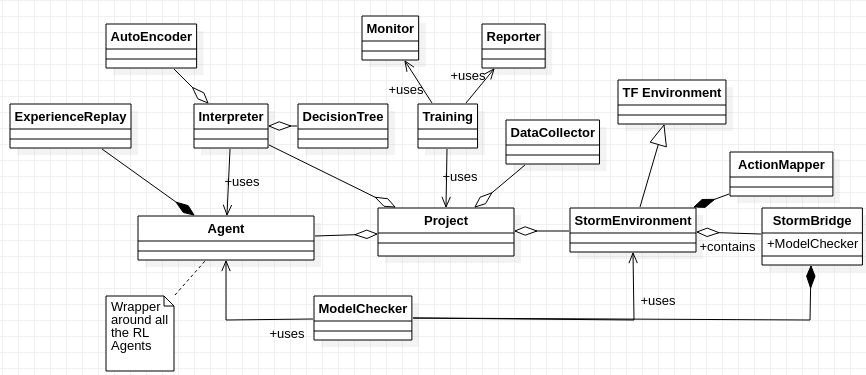 Monitor
Reporter
AutoEncoder
+uses
+uses
TF Environment
ExperienceReplay
Interpreter
DecisionTree
Training
DataCollector
ActionMapper
+uses
+uses
Agent
Project
StormEnvironment
StormBridge
+ModelChecker
+contains
Wrapper
around all
the RL
Agents
ModelChecker
+uses
+uses